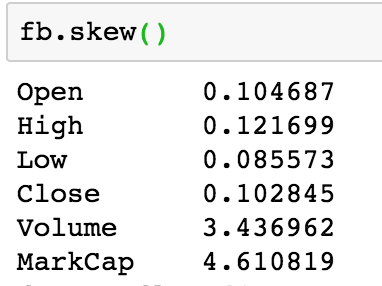 fb.skew()
Open 0.104687
High 0.121699
Low 0.085573
Close 0.102845
Volume 3.436962
MarkCap 4.610819